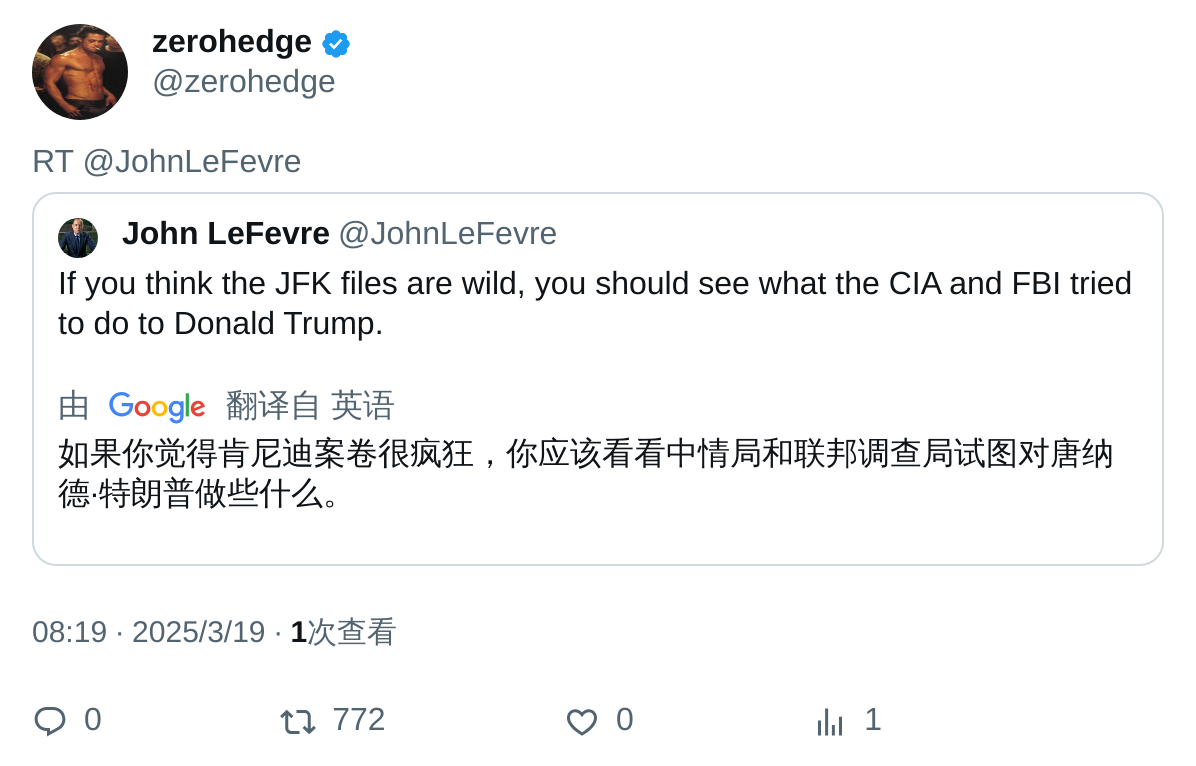 zerohedge
@zerohedge
RT @JohnLeFevre
John LeFevre @JohnLeFevre
If you think the JFK files are wild, you should see what the CIA and FBI tried
to do to Donald Trump.
由 Google 翻译自 英语
如果你觉得肯尼迪案卷很疯狂，你应该看看中情局和联邦调查局试图对唐纳
德·特朗普做些什么。
08:19 · 2025/3/19 · 1次查看
0 772 0 1